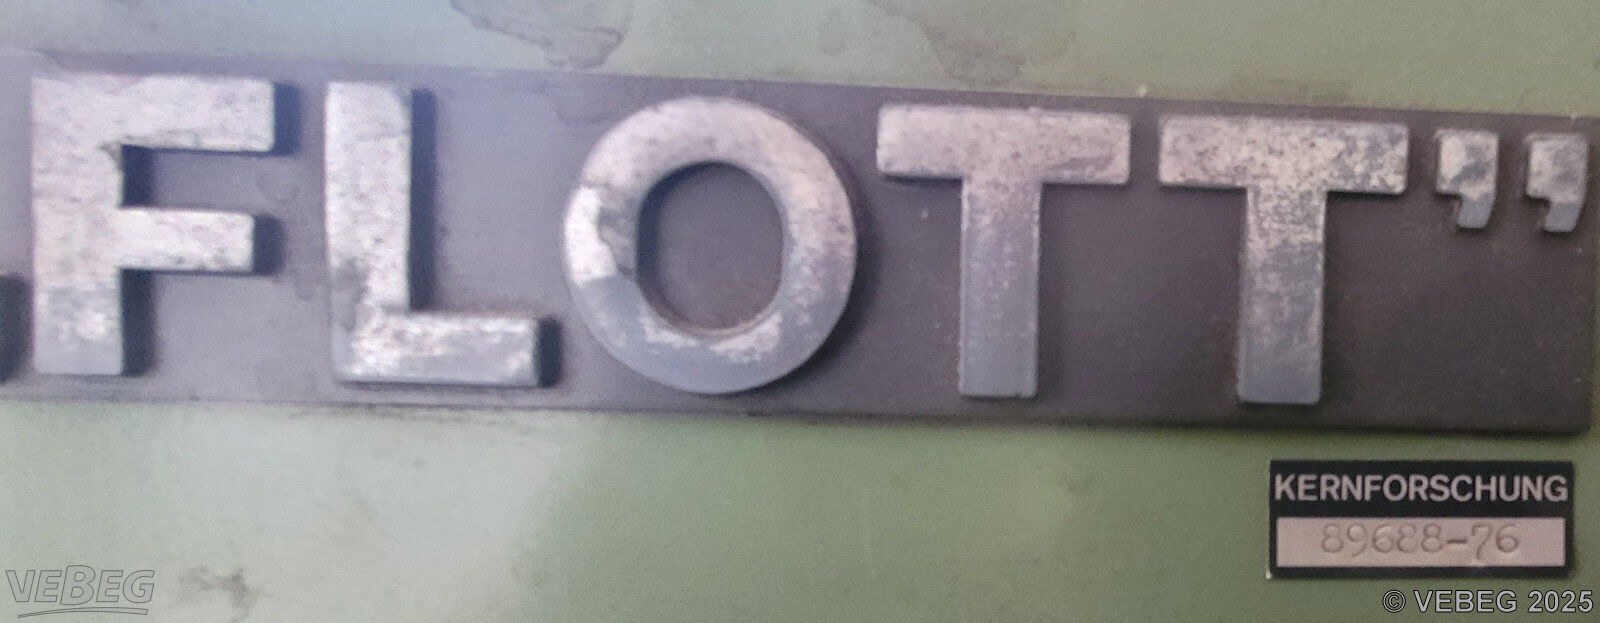 FLOTT”
KERNFORSCHUNG
89688-76
VEBEG
© VEBEG 2025